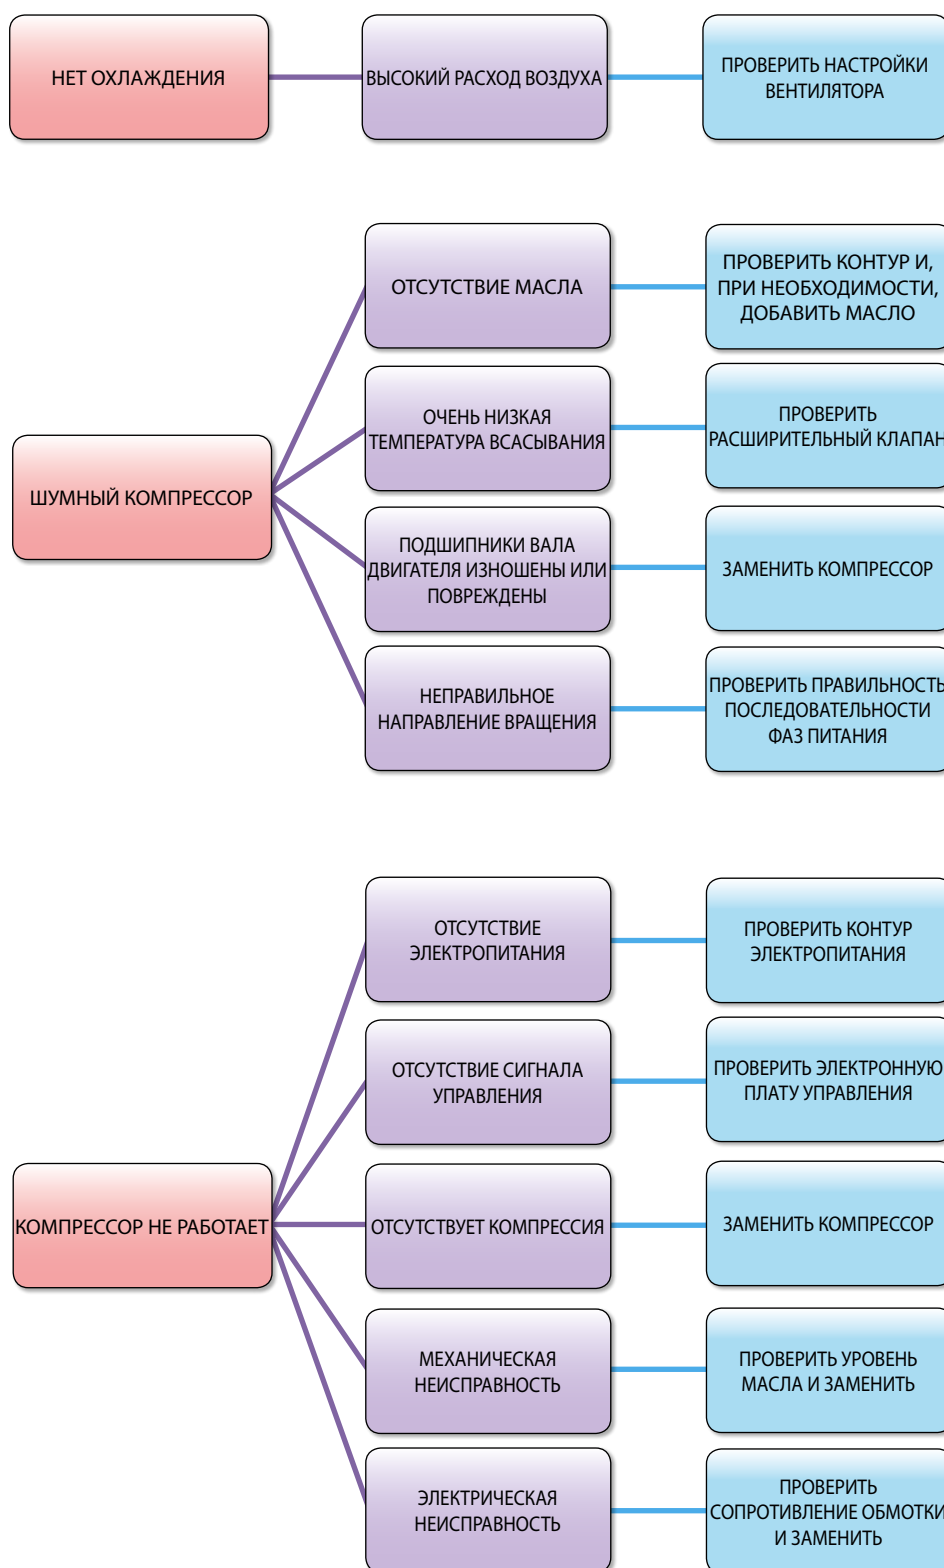 НЕТ ОХЛАЖДЕНИЯ
ВЫСОКИЙ РАСХОД ВОЗДУХА
ПРОВЕРИТЬ НАСТРОЙКИ
ВЕНТИЛЯТОРА
ШУМНЫЙ КОМПРЕССОР
ОТСУТСТВИЕ МАСЛА
ПРОВЕРИТЬ КОНТУР И,
ПРИ НЕОБХОДИМОСТИ,
ДОБАВИТЬ МАСЛО
ОЧЕНЬ НИЗКАЯ
ТЕМПЕРАТУРА ВСАСЫВАНИЯ
ПРОВЕРИТЬ
РАСШИРИТЕЛЬНЫЙ КЛАПАН
ПОДШИПНИКИ ВАЛА
ДВИГАТЕЛЯ ИЗНОШЕНЫ ИЛИ
ПОВРЕЖДЕНЫ
ЗАМЕНИТЬ КОМПРЕССОР
НЕПРАВИЛЬНОЕ
НАПРАВЛЕНИЕ ВРАЩЕНИЯ
ПРОВЕРИТЬ ПРАВИЛЬНОСТЬ
ПОСЛЕДОВАТЕЛЬНОСТИ
ФАЗ ПИТАНИЯ
КОМПРЕССОР НЕ РАБОТАЕТ
ОТСУТСТВИЕ
ЭЛЕКТРОПИТАНИЯ
ПРОВЕРИТЬ КОНТУР
ЭЛЕКТРОПИТАНИЯ
ОТСУТСТВИЕ СИГНАЛА
УПРАВЛЕНИЯ
ПРОВЕРИТЬ ЭЛЕКТРОННУЮ
ПЛАТУ УПРАВЛЕНИЯ
ОТСУТСТВУЕТ КОМПРЕССИЯ
ЗАМЕНИТЬ КОМПРЕССОР
МЕХАНИЧЕСКАЯ
НЕИСПРАВНОСТЬ
ПРОВЕРИТЬ УРОВЕНЬ
МАСЛА И ЗАМЕНИТЬ
ЭЛЕКТРИЧЕСКАЯ
НЕИСПРАВНОСТЬ
ПРОВЕРИТЬ
СОПРОТИВЛЕНИЕ ОБМОТКИ
И ЗАМЕНИТЬ